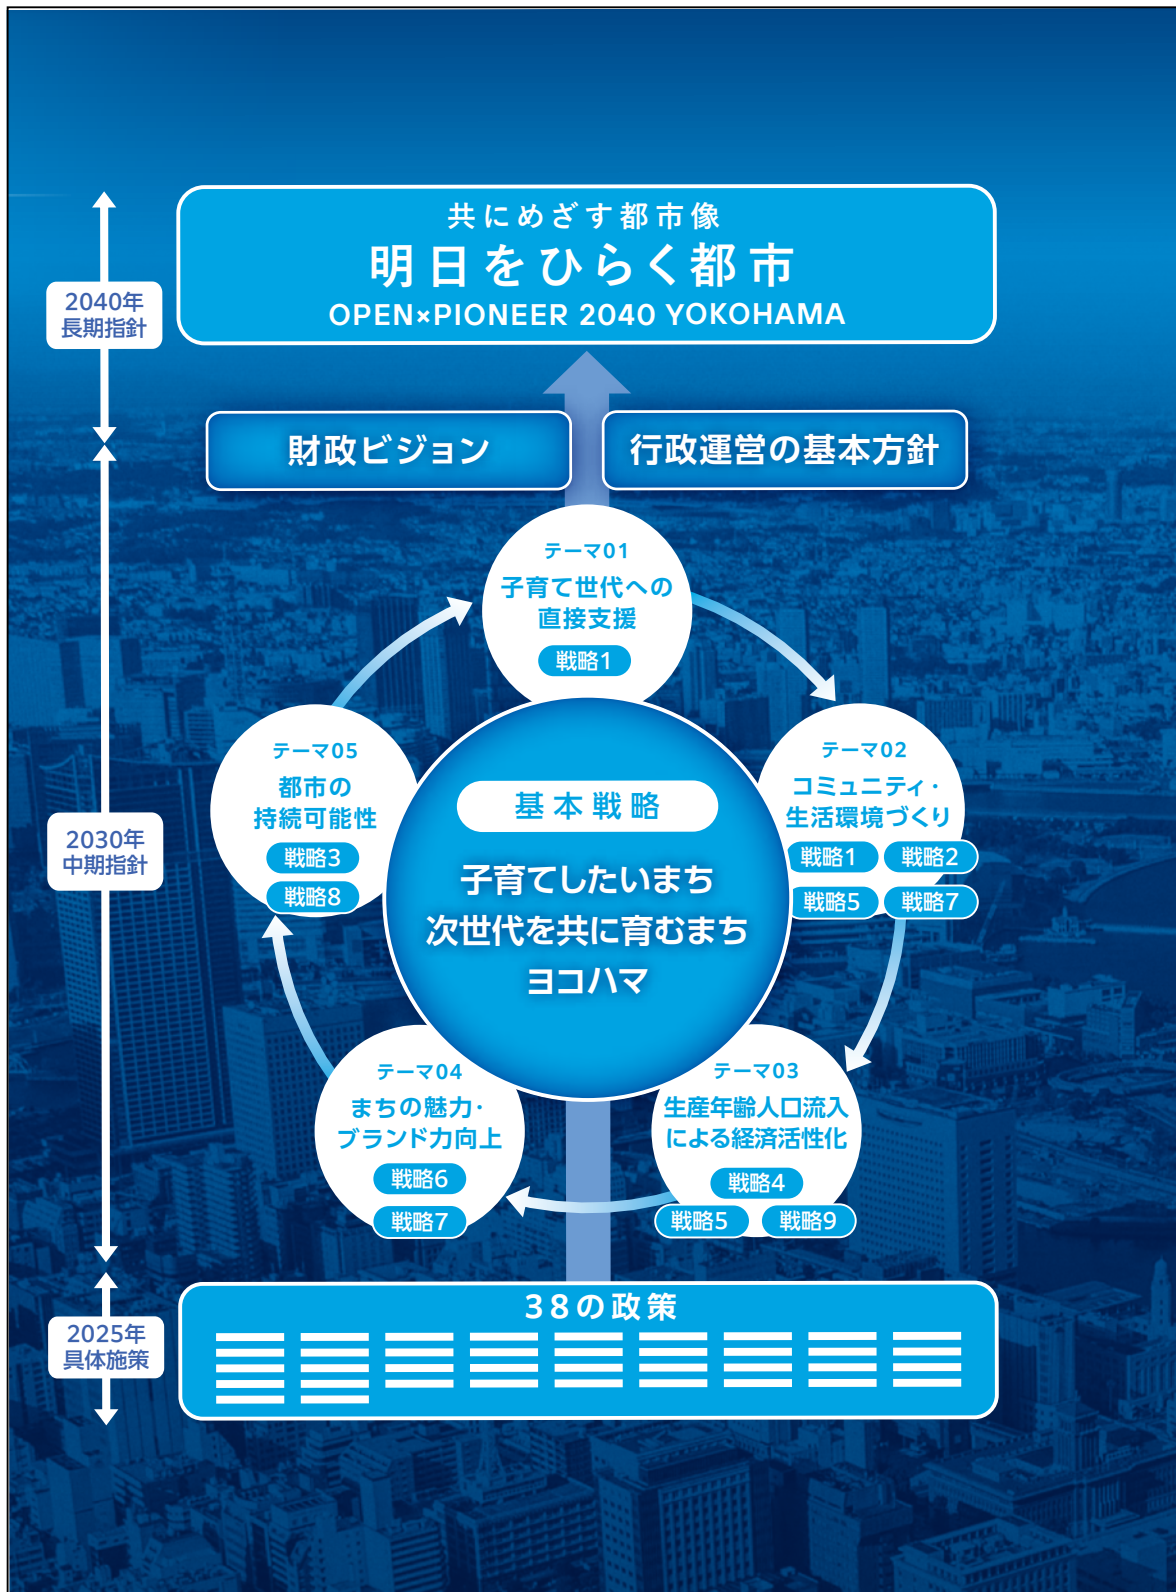 共にめざす都市像
明日をひらく都市
OPEN×PIONEER 2040 YOKOHAMA
2040年
長期指針
財政ビジョン
行政運営の基本方針
テーマ01
子育て世代への
直接支援
戦略1
テーマ05
都市の
持続可能性
戦略3
戦略8
テーマ02
コミュニティ・
生活環境づくり
戦略1 戦略2
戦略5 戦略7
2030年
中期指針
基本戦略
子育てしたいまち
次世代を共に育むまち
ヨコハマ
テーマ04
まちの魅力・
ブランド力向上
戦略6
戦略7
テーマ03
生産年齢人口流入
による経済活性化
戦略4
戦略5 戦略9
2025年
具体施策
38の政策